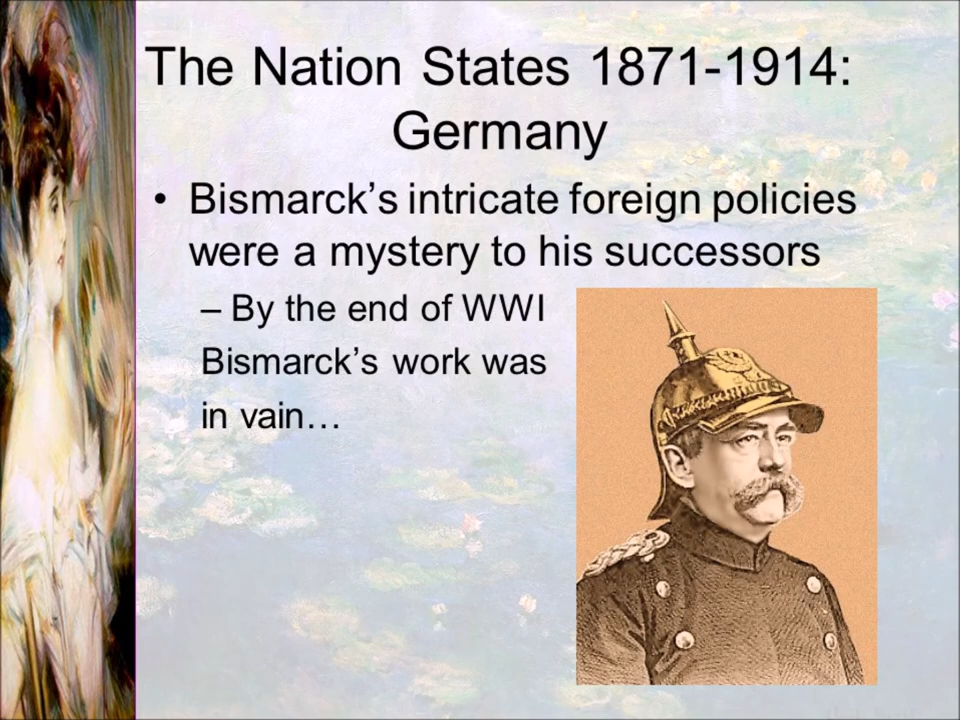 The Nation States 1871-1914:
Germany
• Bismarck’s intricate foreign policies
were a mystery to his successors
– By the end of WWI
Bismarck’s work was
in vain…